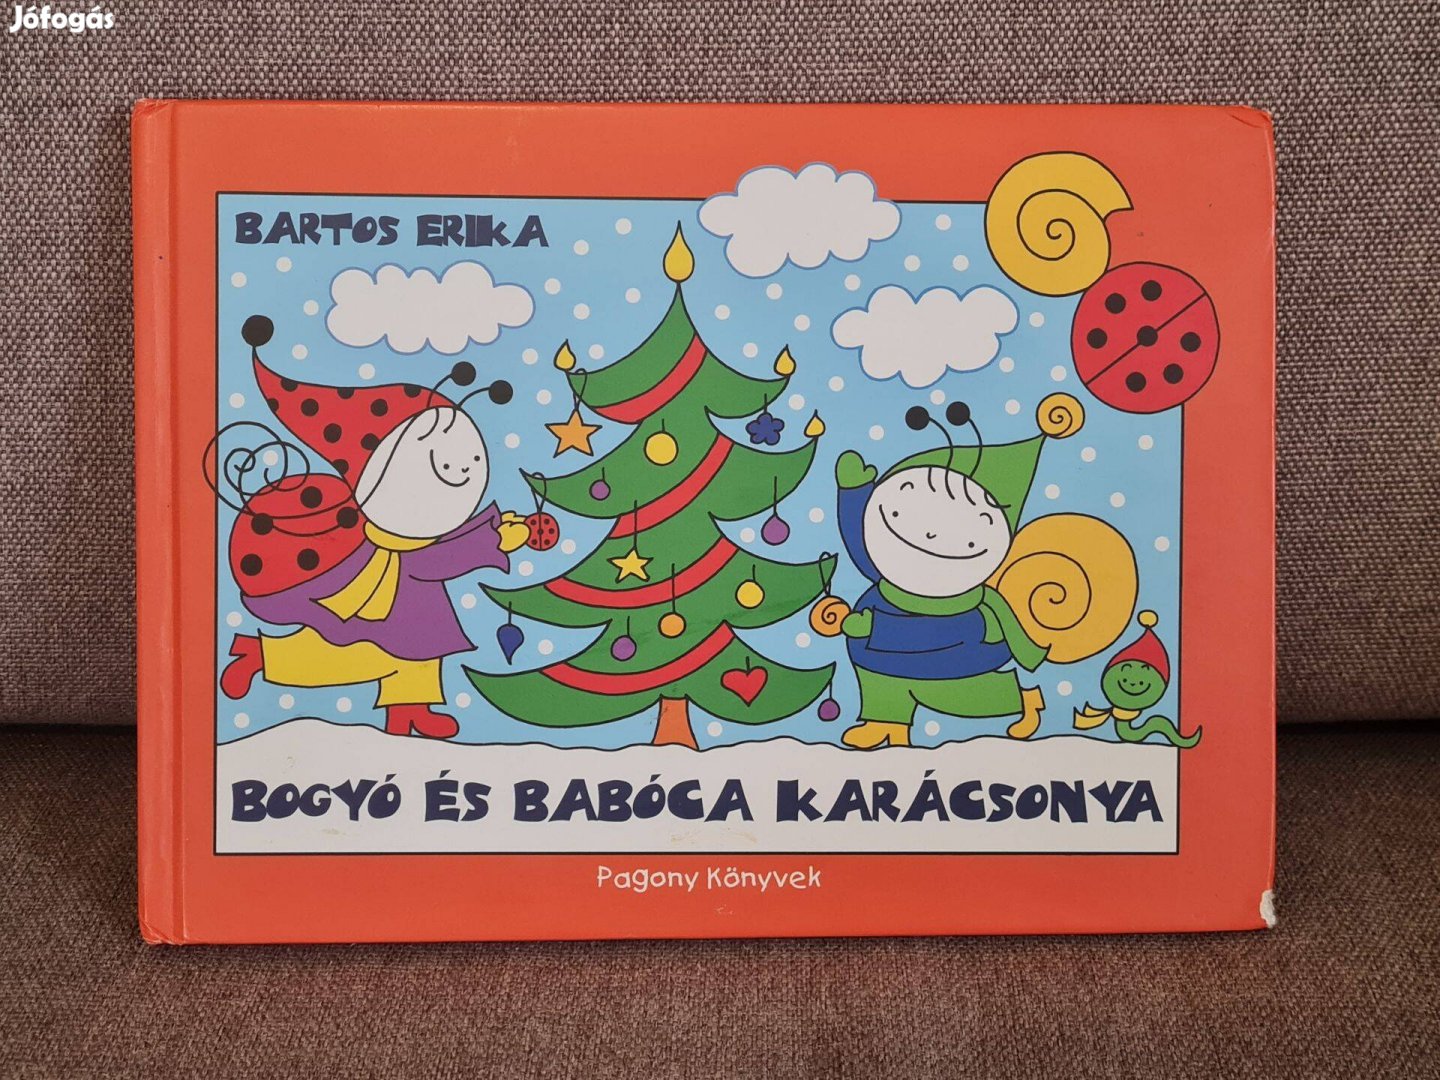 Jófogás
BARTOS ERIKA
BOGYÓ ÉS BABÓCA KARÁCSONYA
Pagony Könyvek